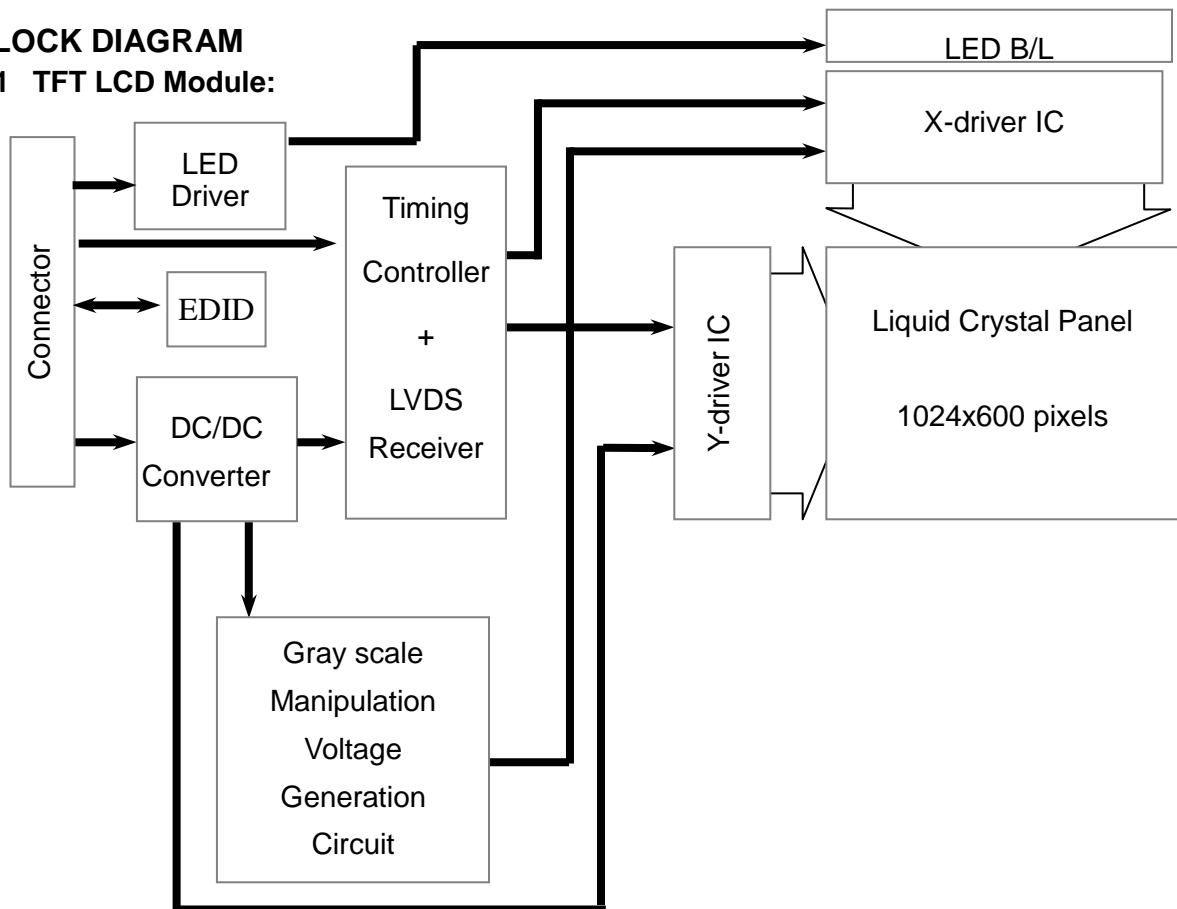 LOCK DIAGRAM
1 TFT LCD Module:
LED B/L
X-driver IC
LED
Driver
Timing
Controller
+
LVDS
Receiver
Connector
EDID
DC/DC
Converter
Y-driver IC
Liquid Crystal Panel
1024x600 pixels
Gray scale
Manipulation
Voltage
Generation
Circuit